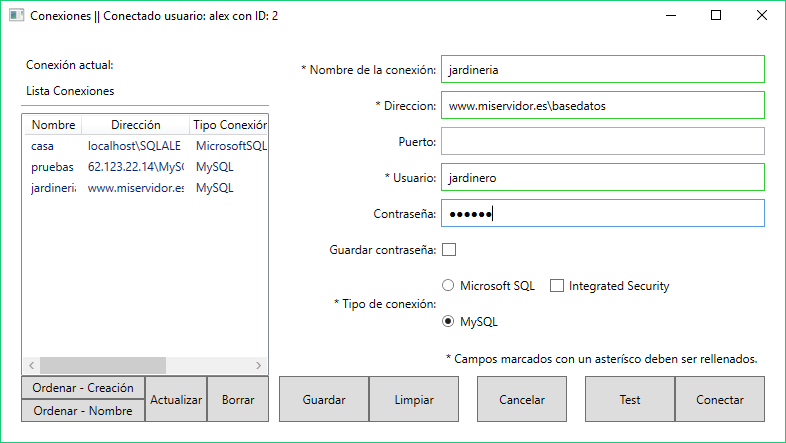 Conexiones || Conectado usuario: alex con ID: 2
Conexión actual:
Lista Conexiones
Nombre Dirección Tipo Conexión
casa localhost\SQLALE MicrosoftSQL
pruebas 62.123.22.14\MySQ MySQL
jardineria www.miservidor.es MySQL
Ordenar - Creación
Ordenar - Nombre
Actualizar
Borrar
* Nombre de la conexión: jardineria
* Direccion: www.miservidor.es\basedatos
Puerto:
* Usuario: jardinero
Contraseña: ●●●●●●
Guardar contraseña:
* Tipo de conexión:
Microsoft SQL Integrated Security
MySQL
* Campos marcados con un asterísco deben ser rellenados.
Guardar
Limpiar
Cancelar
Test
Conectar